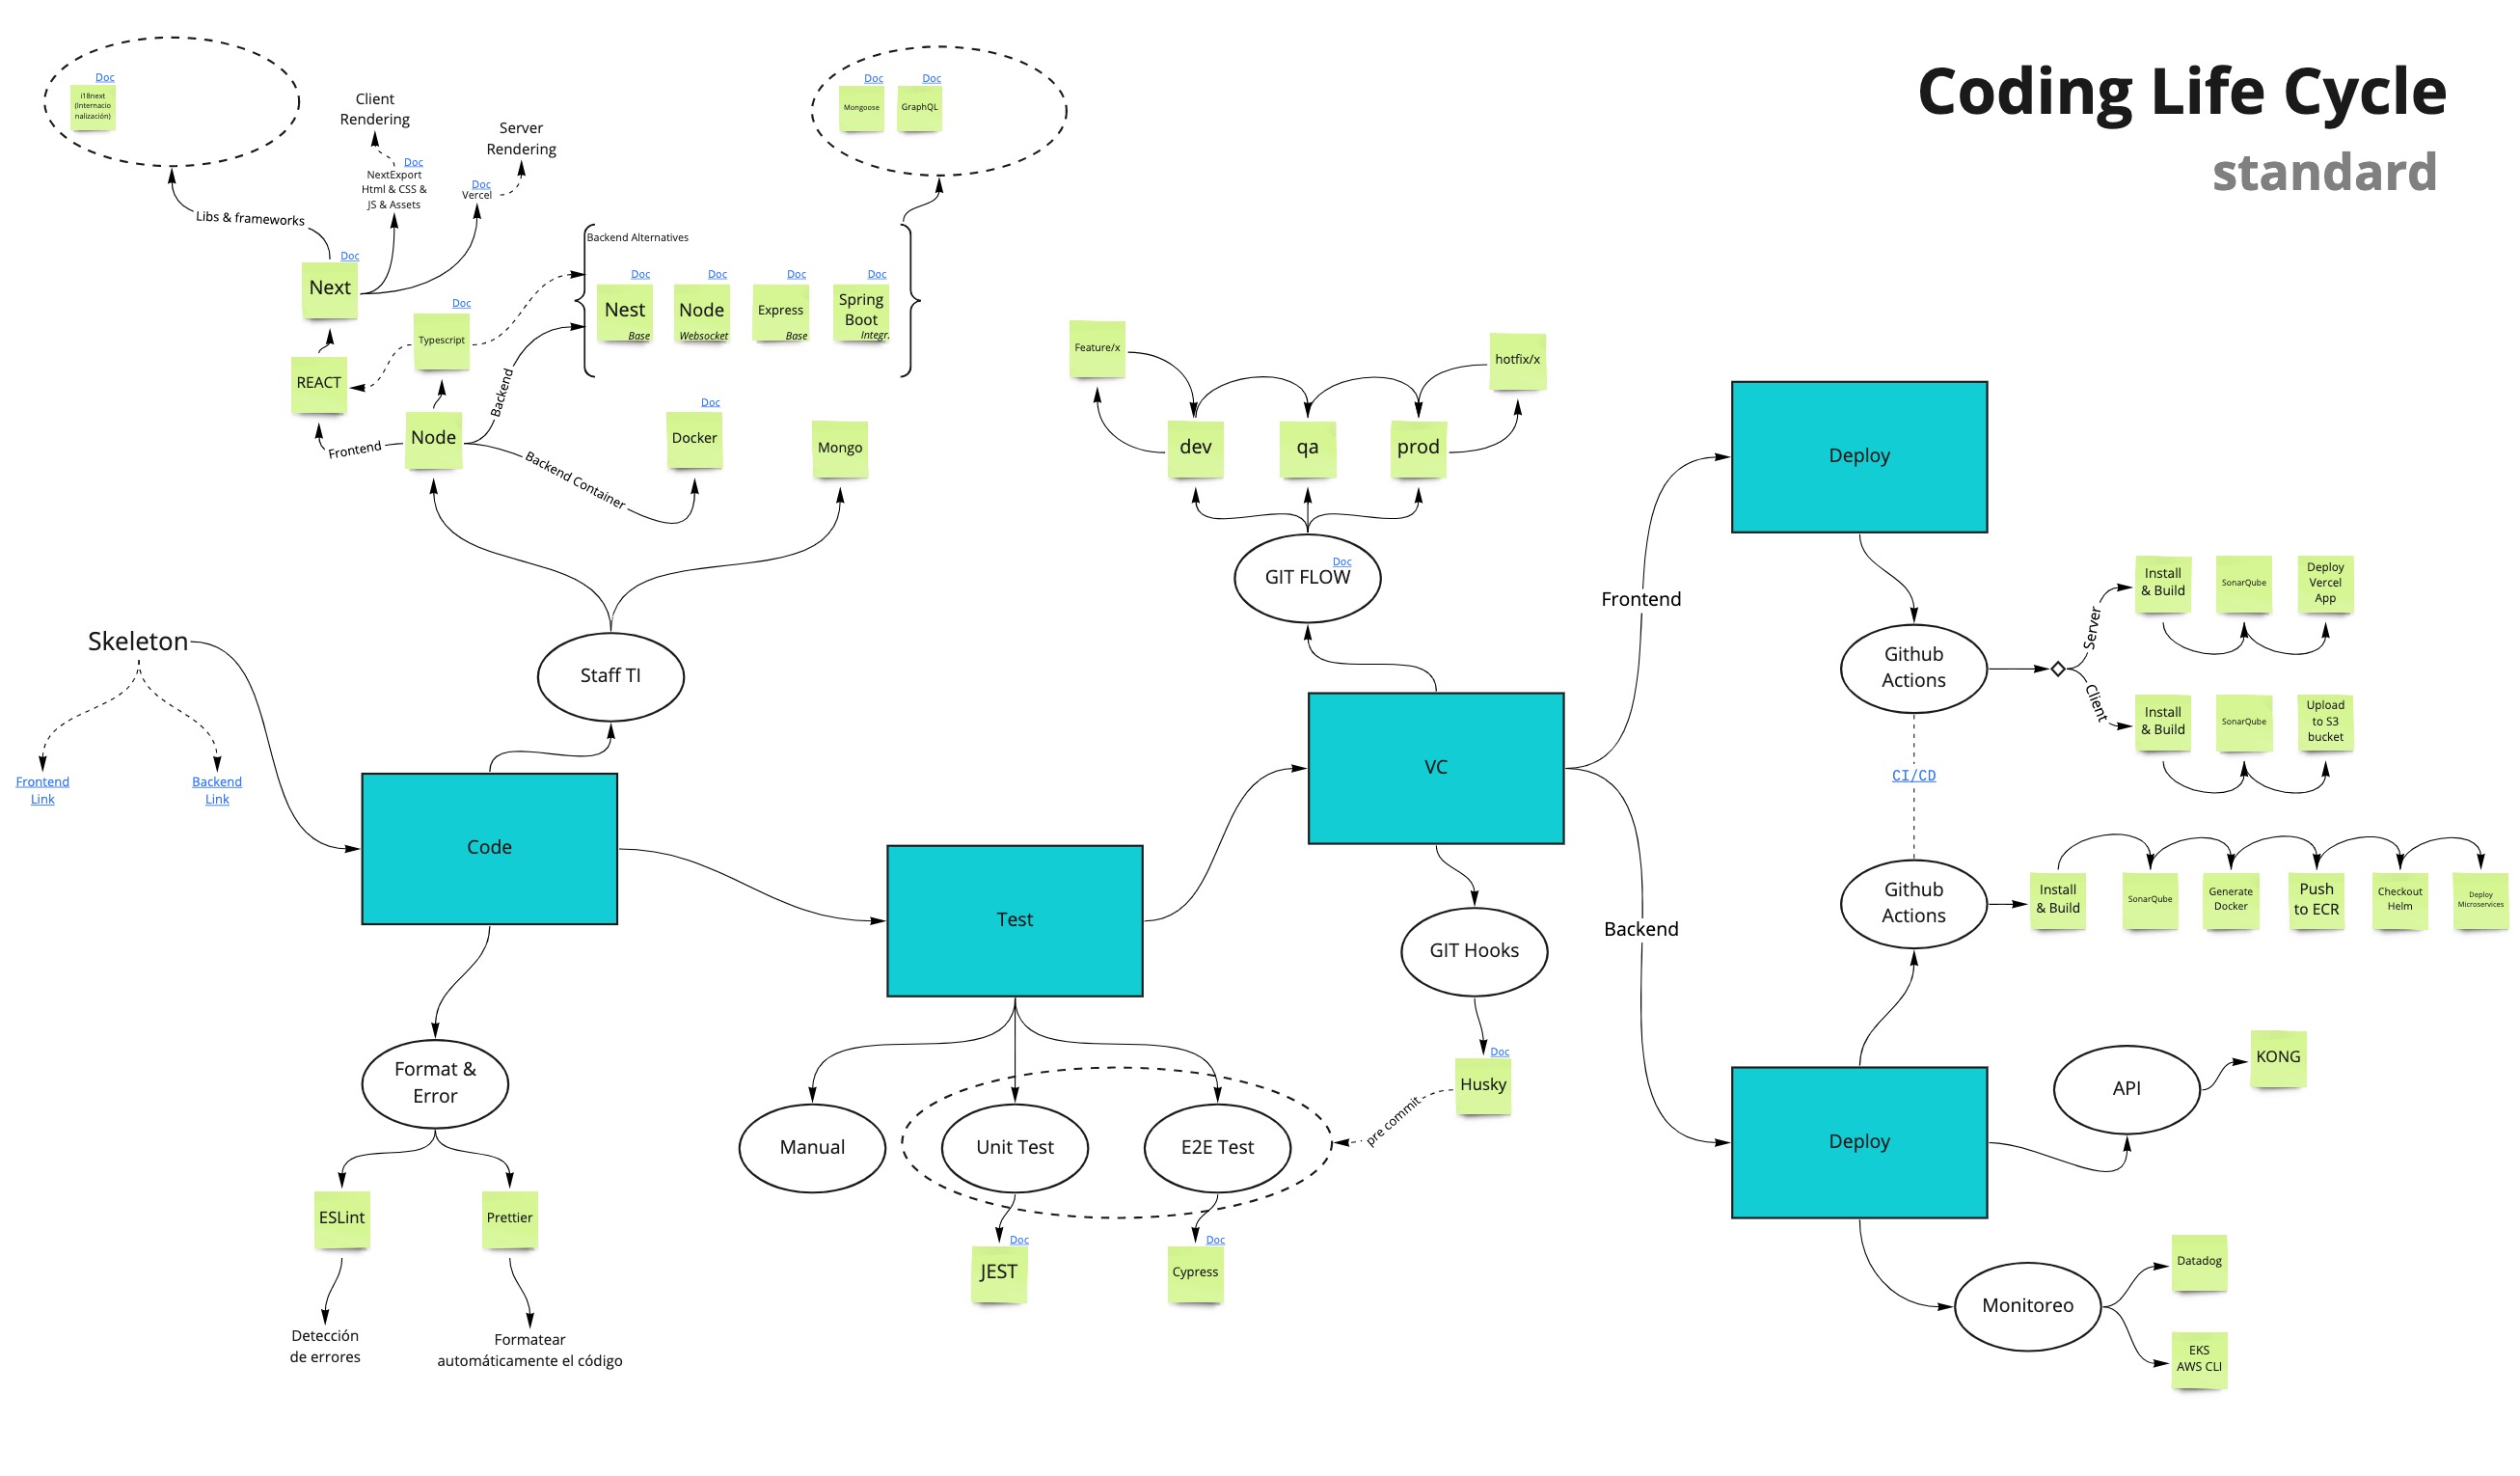 Coding Life Cycle
standard
Doc
i18next
(Internacio
nalización)
Client
Rendering
Server
Rendering
Doc
NextExport
Html & CSS &
JS & Assets
Doc
Vercel
Libs & frameworks
Doc
Next
Doc
Typescript
REACT
Node
Frontend
Backend
Backend Container
Doc
Mongoose
Doc
GraphQL
Backend Alternatives
Doc
Nest
Base
Doc
Node
Websocket
Doc
Express
Base
Doc
Spring
Boot
Integr.
Doc
Docker
Mongo
Staff TI
Skeleton
Frontend
Link
Backend
Link
Code
Format &
Error
ESLint
Prettier
Detección
de errores
Formatear
automáticamente el código
Test
Manual
Unit Test
E2E Test
Doc
JEST
Doc
Cypress
Feature/x
hotfix/x
dev
qa
prod
Doc
GIT FLOW
VC
GIT Hooks
Doc
Husky
pre commit
Frontend
Backend
Deploy
Github
Actions
Server
Client
Install
& Build
SonarQube
Deploy
Vercel
App
Install
& Build
SonarQube
Upload
to S3
bucket
CI/CD
Github
Actions
Install
& Build
SonarQube
Generate
Docker
Push
to ECR
Checkout
Helm
Deploy
Microservices
Deploy
API
KONG
Monitoreo
Datadog
EKS
AWS CLI